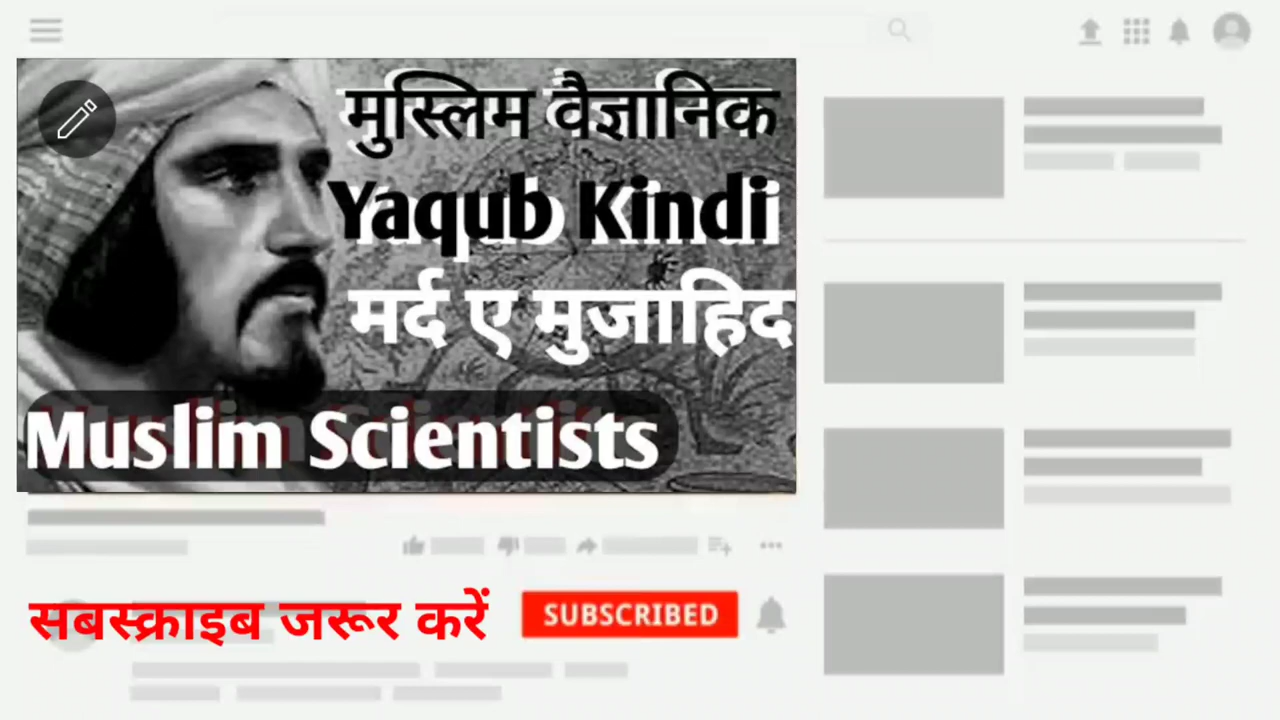 मुस्लिम वैज्ञानिक
Yaqub Kindi
मर्द ए मुजाहिद
Muslim Scientists
सबस्क्राइब जरूर करें
SUBSCRIBED